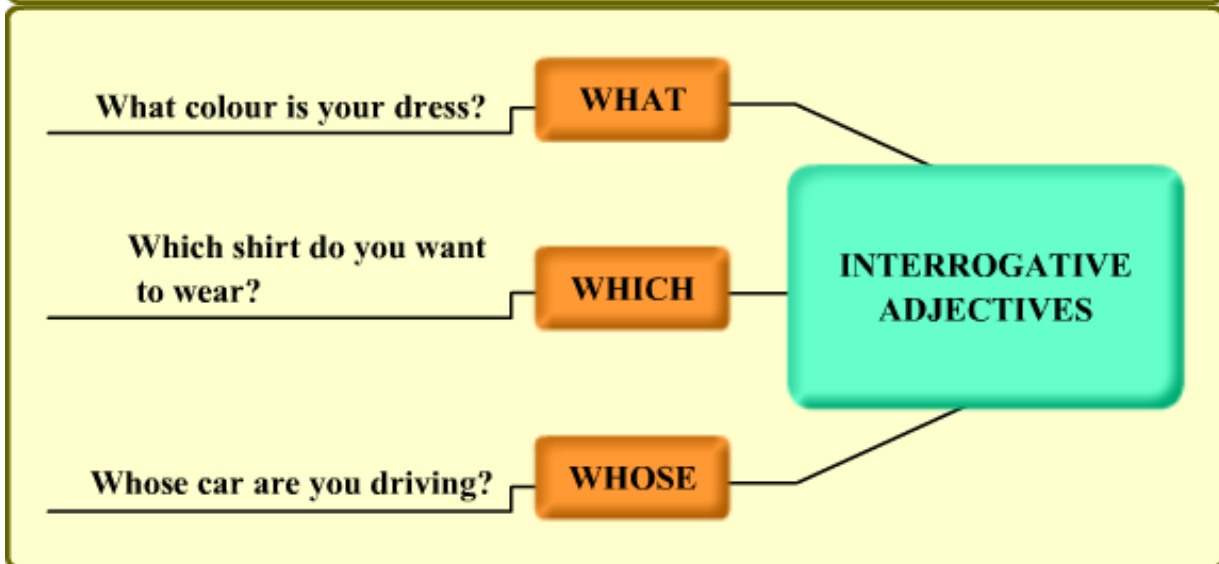 What colour is your dress?
WHAT
Which shirt do you want
to wear?
WHICH
INTERROGATIVE
ADJECTIVES
Whose car are you driving?
WHOSE